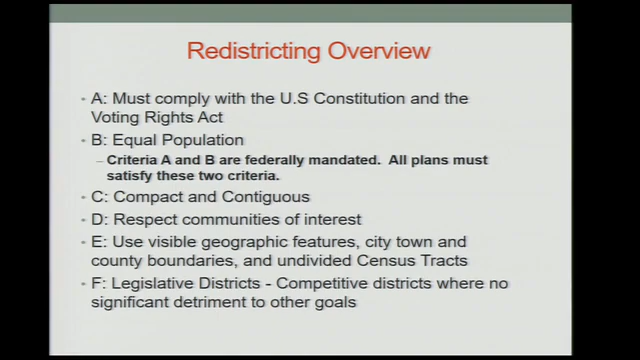 Redistricting Overview
- A: Must comply with the U.S Constitution and the
Voting Rights Act
- B: Equal Population
– Criteria A and B are federally mandated. All plans must
satisfy these two criteria.
- C: Compact and Contiguous
- D: Respect communities of interest
- E: Use visible geographic features, city town and
county boundaries, and undivided Census Tracts
- F: Legislative Districts - Competitive districts where no
significant detriment to other goals